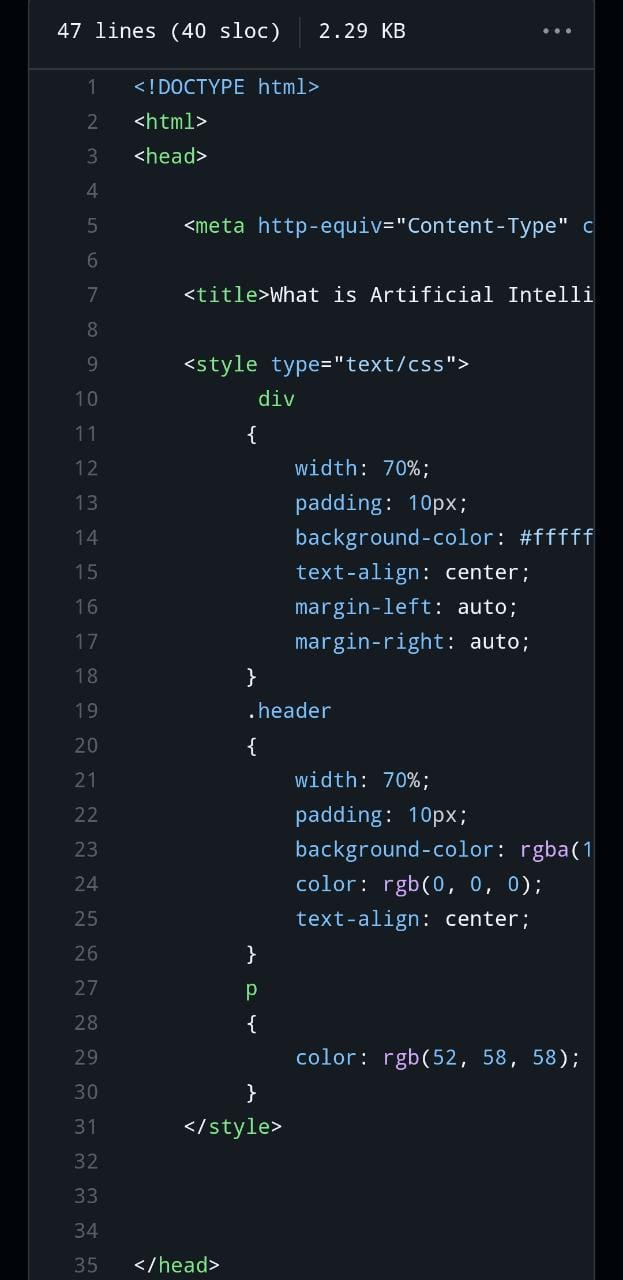 47 lines (40 sloc) 2.29 KB
1 <!DOCTYPE html>
2 <html>
3 <head>
4
5 <meta http-equiv="Content-Type" c
6
7 <title>What is Artificial Intelli
8
9 <style type="text/css">
10 div
11 {
12 width: 70%;
13 padding: 10px;
14 background-color: #fffff
15 text-align: center;
16 margin-left: auto;
17 margin-right: auto;
18 }
19 .header
20 {
21 width: 70%;
22 padding: 10px;
23 background-color: rgba(1
24 color: rgb(0, 0, 0);
25 text-align: center;
26 }
27 p
28 {
29 color: rgb(52, 58, 58);
30 }
31 </style>
32
33
34
35 </head>